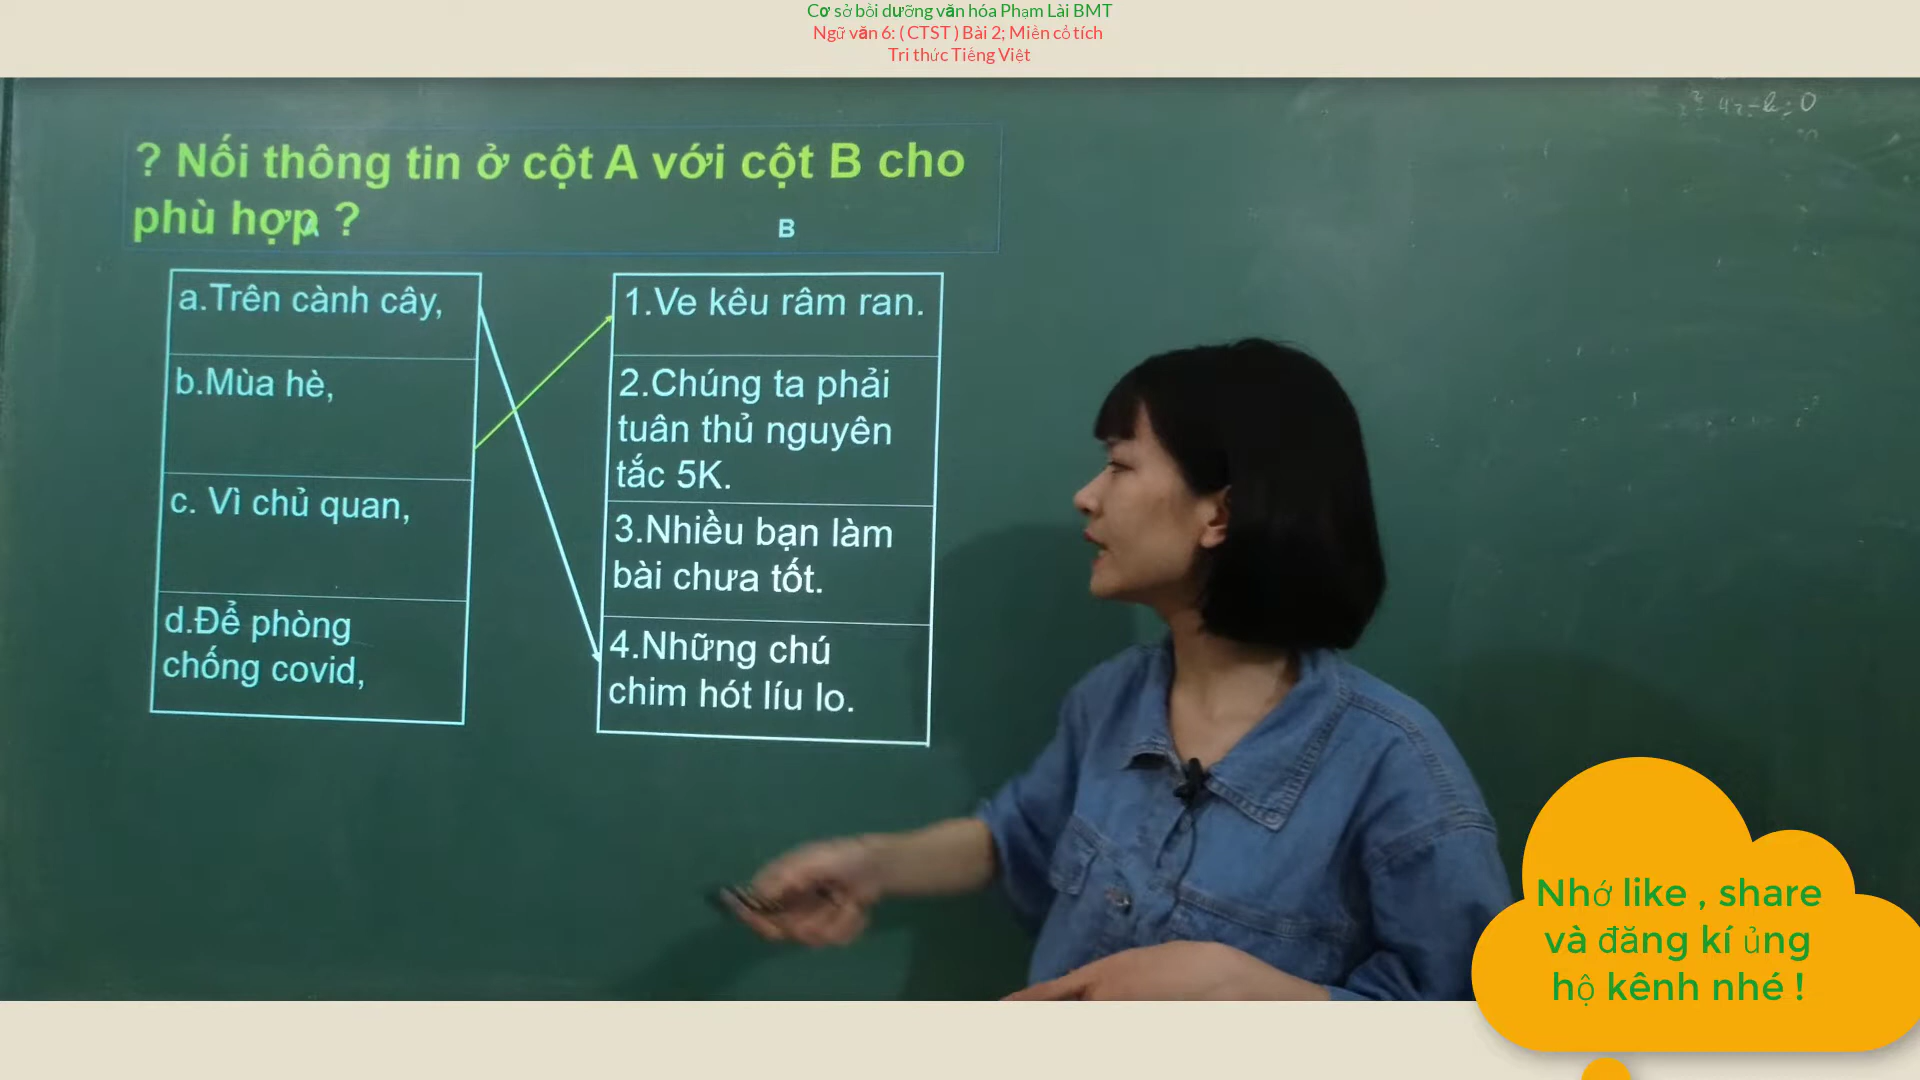 Cơ sở bồi dưỡng văn hóa Phạm Lài BMT
Ngữ văn 6: ( CTST ) Bài 2; Miền cổ tích
Tri thức Tiếng Việt
? Nối thông tin ở cột A với cột B cho
phù hợp ?
A
B
a.Trên cành cây,
b.Mùa hè,
c. Vì chủ quan,
d.Để phòng
chống covid,
1.Ve kêu râm ran.
2.Chúng ta phải
tuân thủ nguyên
tắc 5K.
3.Nhiều bạn làm
bài chưa tốt.
4.Những chú
chim hót líu lo.
Nhớ like , share
và đăng kí ủng
hộ kênh nhé !